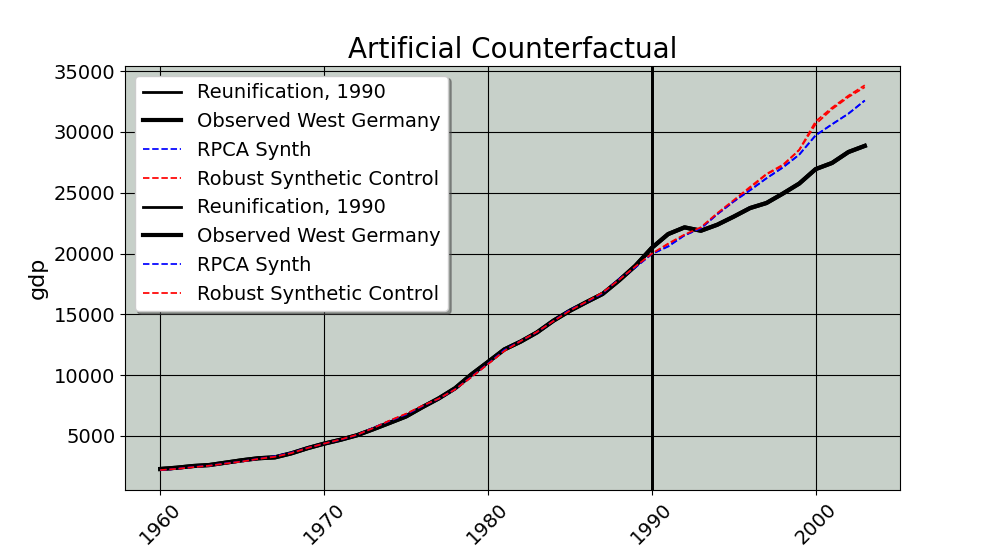 Artificial Counterfactual
35000
30000
25000
20000
15000
10000
5000
gdp
Reunification, 1990
Observed West Germany
RPCA Synth
Robust Synthetic Control
Reunification, 1990
Observed West Germany
RPCA Synth
Robust Synthetic Control
1960
1970
1980
1990
2000